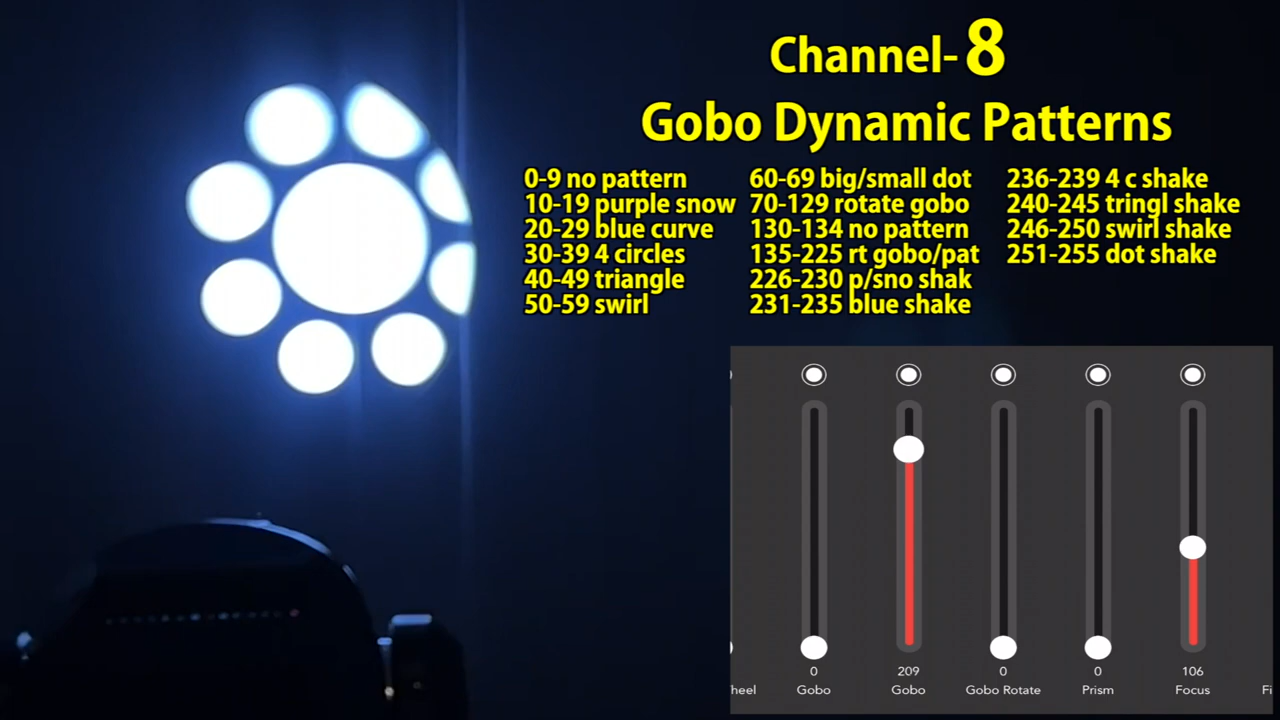 Channel-8
Gobo Dynamic Patterns
0-9 no pattern
10-19 purple snow
20-29 blue curve
30-39 4 circles
40-49 triangle
50-59 swirl
60-69 big/small dot
70-129 rotate gobo
130-134 no pattern
135-225 rt gobo/pat
226-230 p/sno shak
231-235 blue shake
236-239 4 c shake
240-245 tringl shake
246-250 swirl shake
251-255 dot shake
0 209 0 0 106
heel Gobo Gobo Gobo Rotate Prism Focus Fi